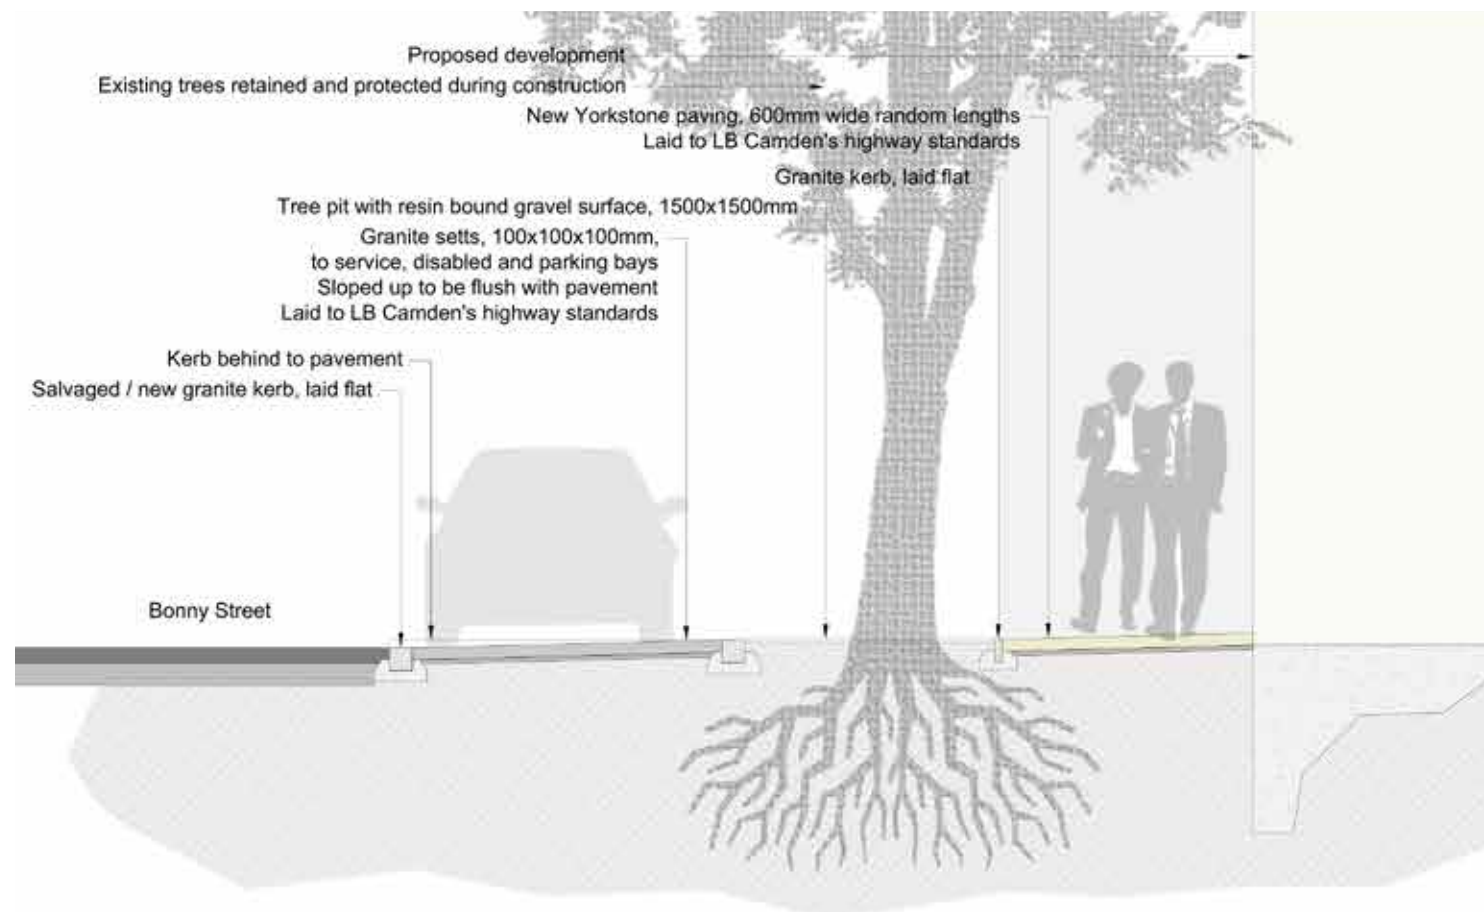 Proposed development
Existing trees retained and protected during construction
New Yorkstone paving, 600mm wide random lengths
Laid to LB Camden's highway standards
Granite kerb, laid flat
Tree pit with resin bound gravel surface, 1500x1500mm
Granite setts, 100x100x100mm,
to service, disabled and parking bays
Sloped up to be flush with pavement
Laid to LB Camden's highway standards
Kerb behind to pavement
Salvaged / new granite kerb, laid flat
Bonny Street